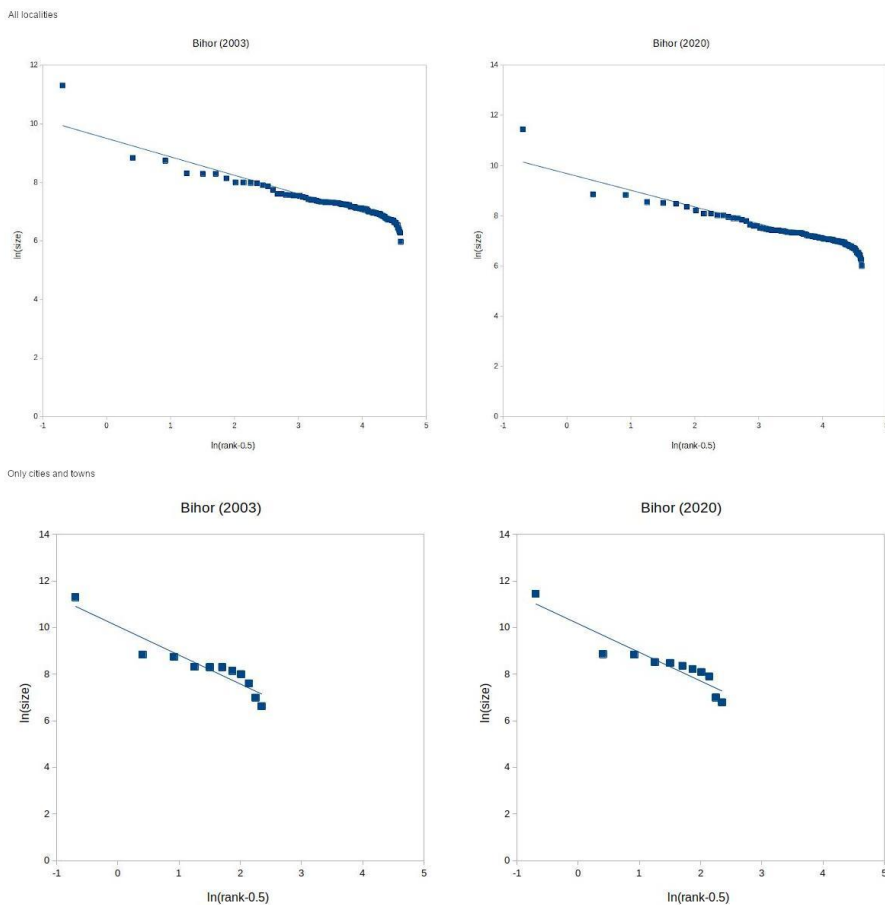 All localities
Bihor (2003)
12
10
8
6
4
2
0
-1 0 1 2 3 4 5
ln(size)
ln(rank-0.5)
Bihor (2020)
14
12
10
8
6
4
2
0
-1 0 1 2 3 4
ln(size)
ln(rank-0.5)
Only cities and towns
Bihor (2003)
14
12
10
8
6
4
2
0
-1 0 1 2 3 4 5
ln(size)
ln(rank-0.5)
Bihor (2020)
14
12
10
8
6
4
2
0
-1 0 1 2 3 4 5
ln(size)
ln(rank-0.5)